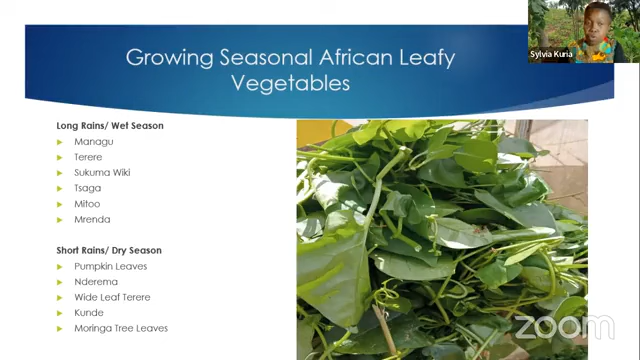 Growing Seasonal African Leafy
Vegetables
Sylvia Kuria
Long Rains/ Wet Season
Managu
Terere
Sukuma Wiki
Tsaga
Mitoo
Mrenda
Short Rains/ Dry Season
Pumpkin Leaves
Nderema
Wide Leaf Terere
Kunde
Moringa Tree Leaves
zoom